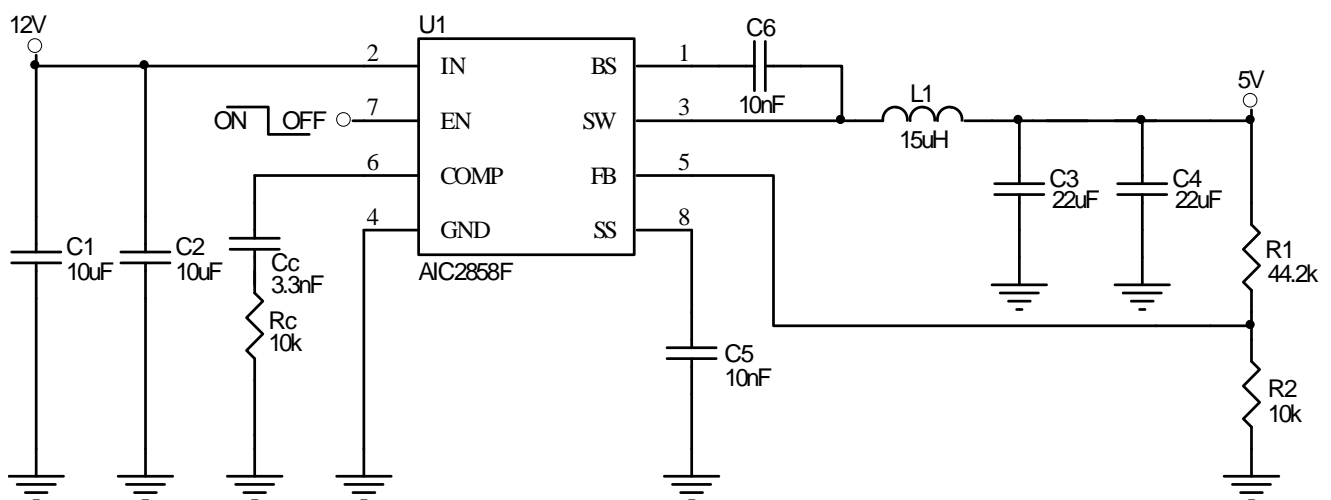 12V
U1
2
IN
BS
1
C6
10nF
7
EN
SW
3
ON
OFF
L1
15uH
5V
6
COMP
FB
5
4
GND
SS
8
AIC2858F
C1
10uF
C2
10uF
Cc
3.3nF
Rc
10k
C3
22uF
C4
22uF
R1
44.2k
C5
10nF
R2
10k